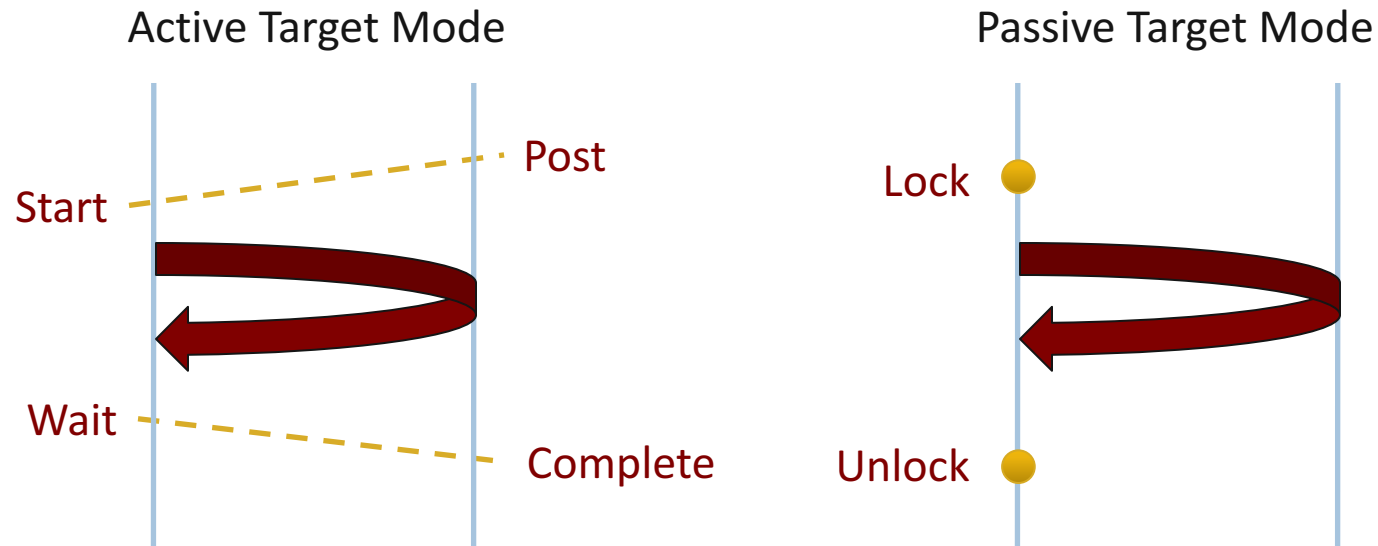 Active Target Mode
Start
Post
Wait
Complete
Passive Target Mode
Lock
Unlock